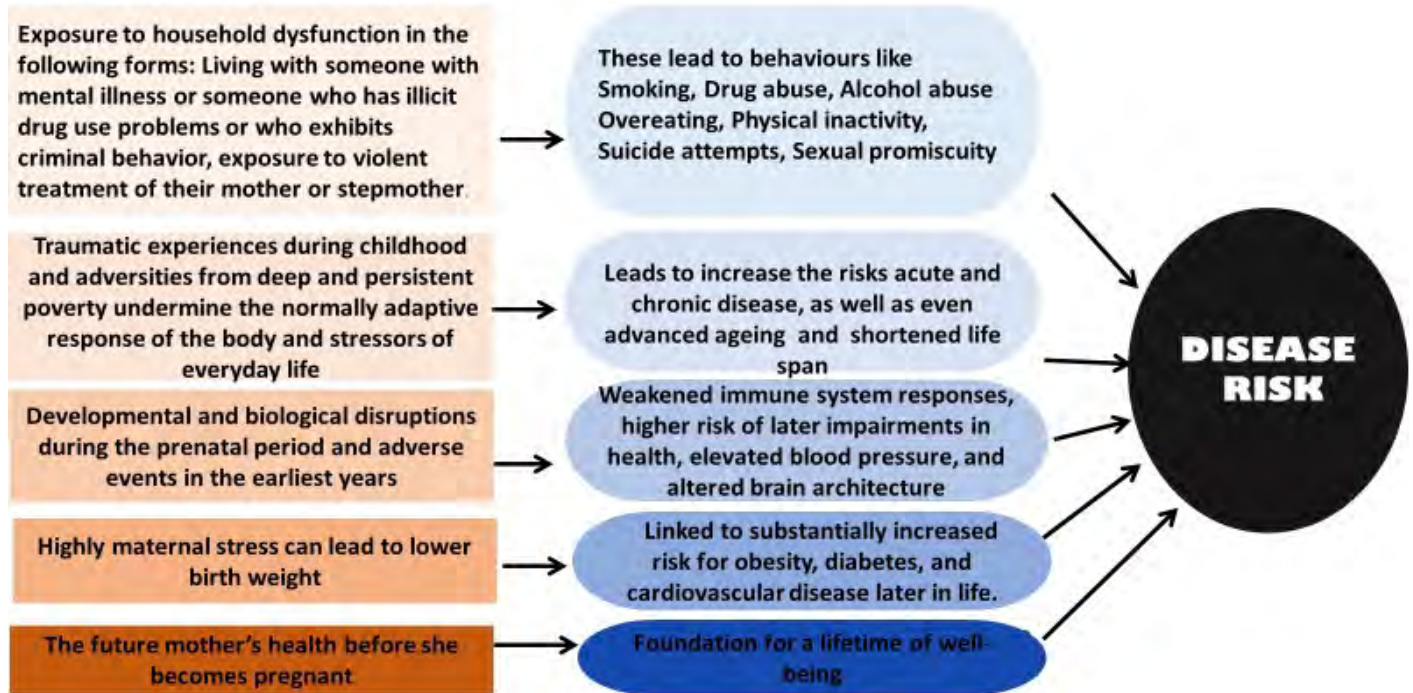 Exposure to household dysfunction in the
following forms: Living with someone with
mental illness or someone who has illicit
drug use problems or who exhibits
criminal behavior, exposure to violent
treatment of their mother or stepmother.
These lead to behaviours like
Smoking, Drug abuse, Alcohol abuse
Overeating, Physical inactivity,
Suicide attempts, Sexual promiscuity
Traumatic experiences during childhood
and adversities from deep and persistent
poverty undermine the normally adaptive
response of the body and stressors of
everyday life
Leads to increase the risks acute and
chronic disease, as well as even
advanced ageing and shortened life
span
Developmental and biological disruptions
during the prenatal period and adverse
events in the earliest years
Weakened immune system responses,
higher risk of later impairments in
health, elevated blood pressure, and
altered brain architecture
Highly maternal stress can lead to lower
birth weight
Linked to substantially increased
risk for obesity, diabetes, and
cardiovascular disease later in life.
The future mother's health before she
becomes pregnant
Foundation for a lifetime of well-
being
DISEASE
RISK